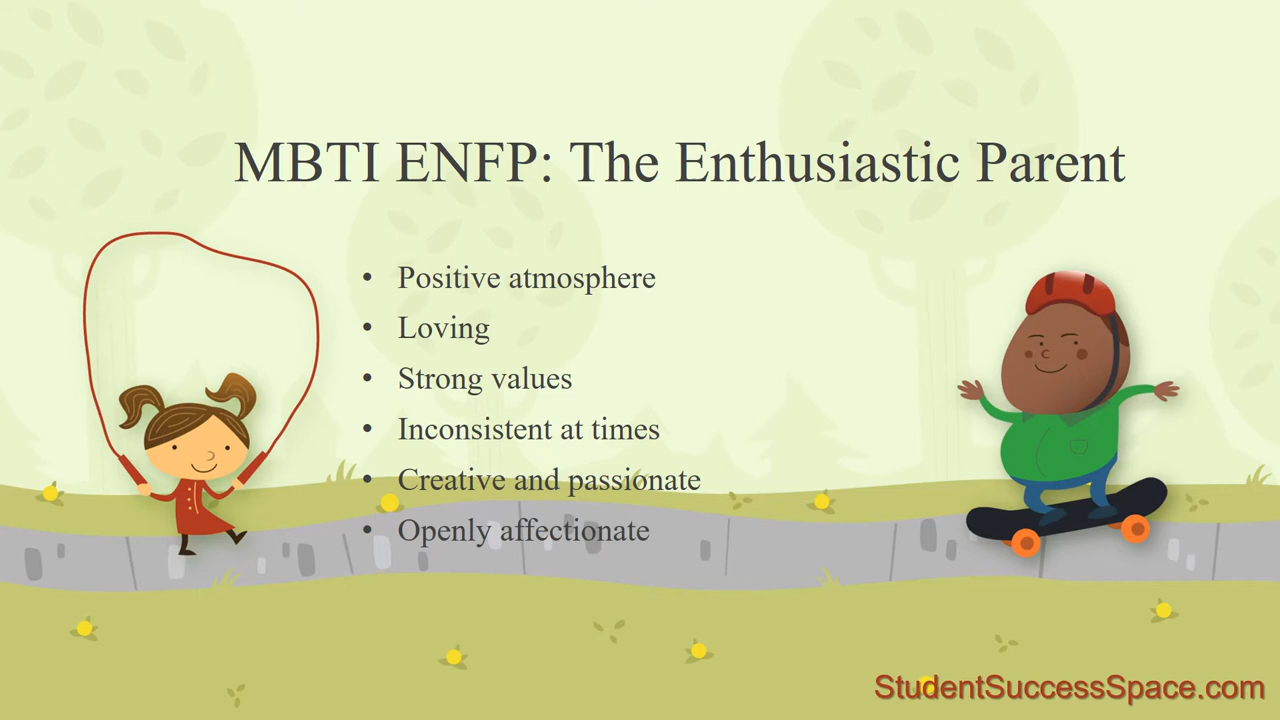 MBTI ENFP: The Enthusiastic Parent
• Positive atmosphere
• Loving
• Strong values
• Inconsistent at times
• Creative and passionate
• Openly affectionate
StudentSuccessSpace.com